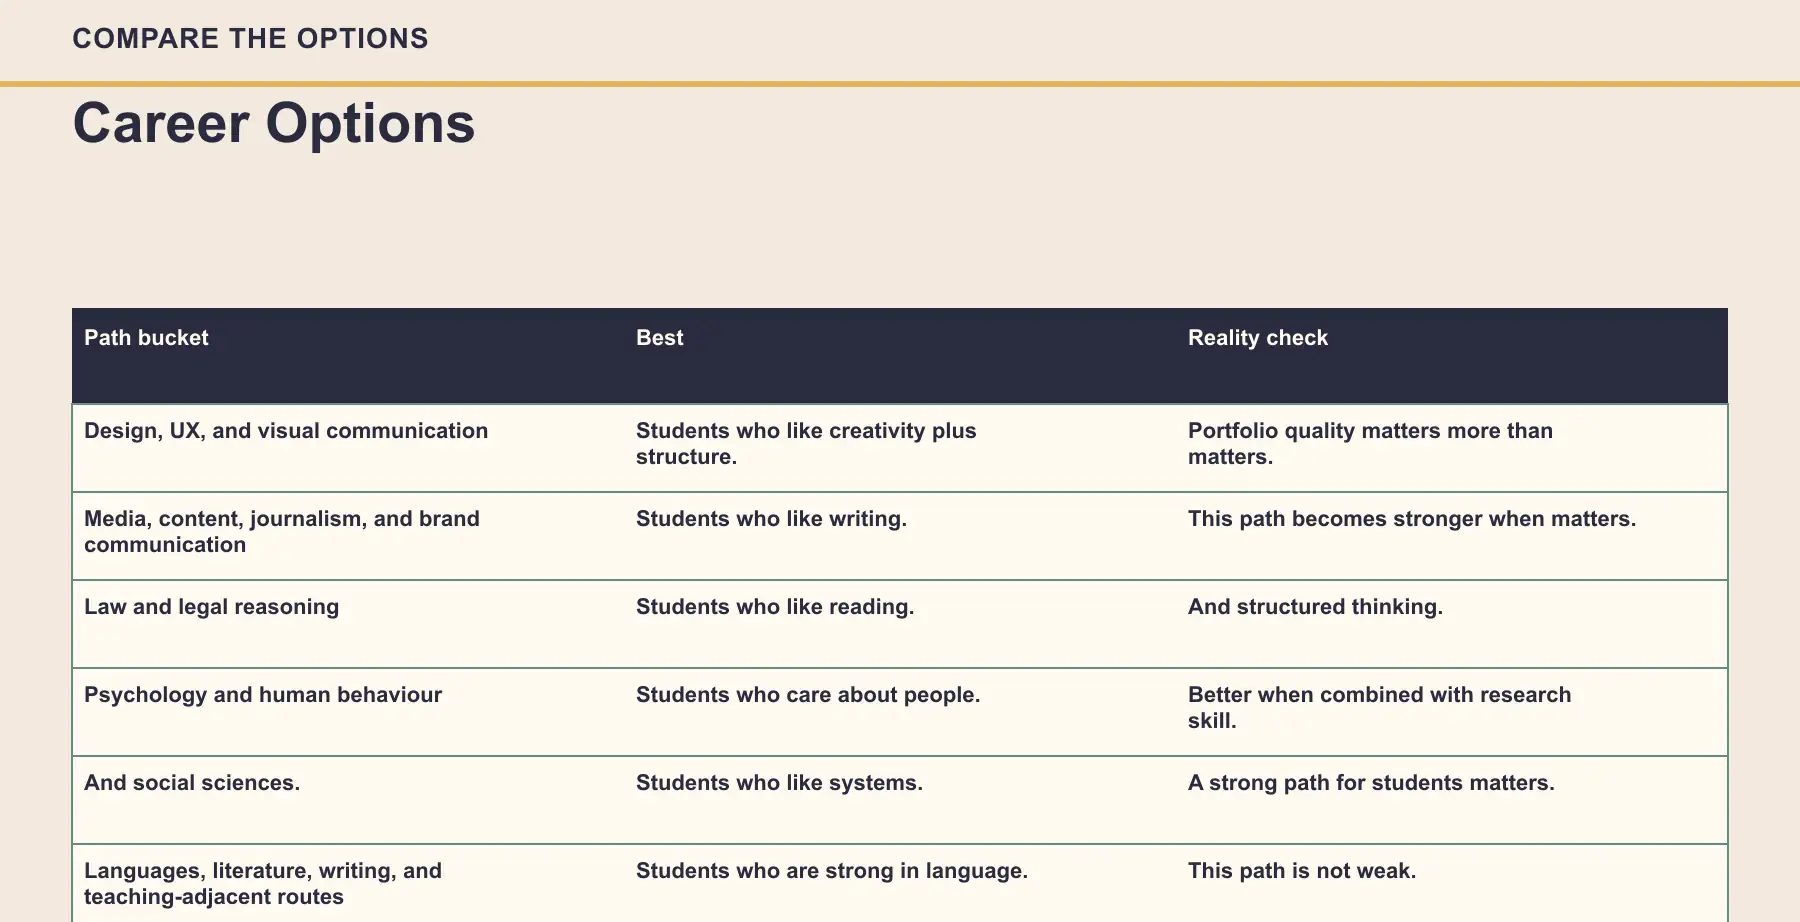 COMPARE THE OPTIONS
Career Options
Path bucket
Best
Reality check
Design, UX, and visual communication
Students who like creativity plus
structure.
Portfolio quality matters more than
matters.
Media, content, journalism, and brand
communication
Students who like writing.
This path becomes stronger when matters.
Law and legal reasoning
Students who like reading.
And structured thinking.
Psychology and human behaviour
Students who care about people.
Better when combined with research
skill.
And social sciences.
Students who like systems.
A strong path for students matters.
Languages, literature, writing, and
teaching-adjacent routes
Students who are strong in language.
This path is not weak.